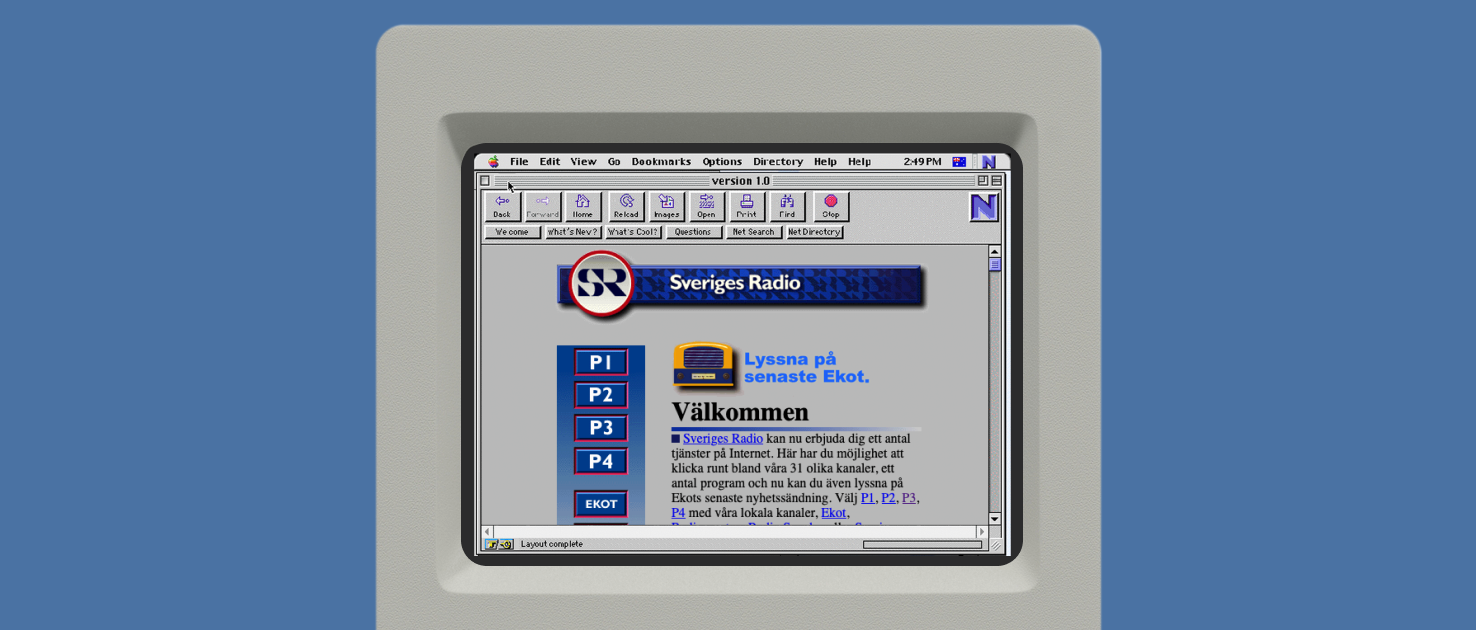 File Edit View Go Bookmarks Options Directory Help Help 2:49 PM N
version 1.0
Back Forward Home Reload Images Open Print Find Stop N
We come What's New? What's Cool? Questions Net Search Net Directory
SR Sveriges Radio
P1
P2
P3
P4
EKOT
Lyssna på
senaste Ekot.
Välkommen
Sveriges Radio kan nu erbjuda dig ett antal
tjänster på Internet. Här har du möjlighet att
klicka runt bland våra 31 olika kanaler, ett
antal program och nu kan du även lyssna på
Ekots senaste nyhetssändning. Välj P1, P2, P3,
P4 med våra lokala kanaler, Ekot,
Layout complete